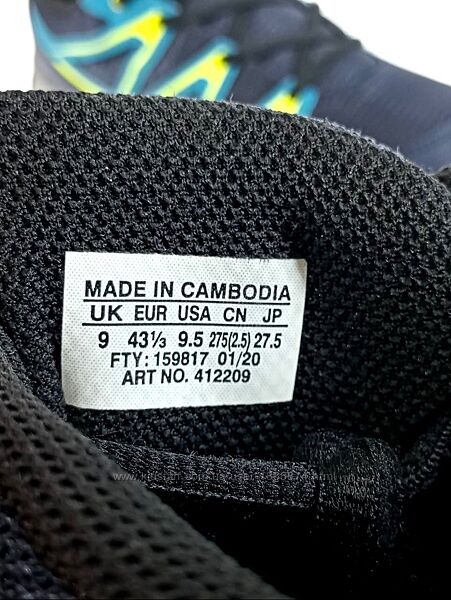 MADE IN CAMBODIA
UK EUR USA CN JP
9 43⅓ 9.5 275(2.5) 27.5
FTY: 159817 01/20
ART NO. 412209